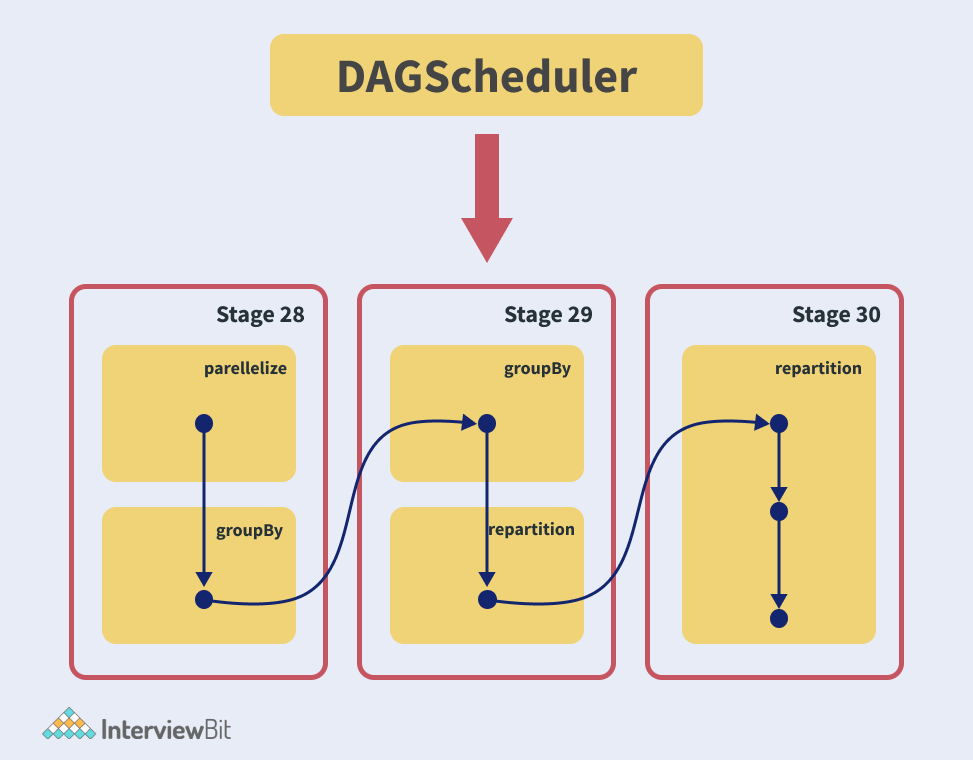 DAGScheduler
Stage 28
parellelize
groupBy
Stage 29
groupBy
repartition
Stage 30
repartition
InterviewBit